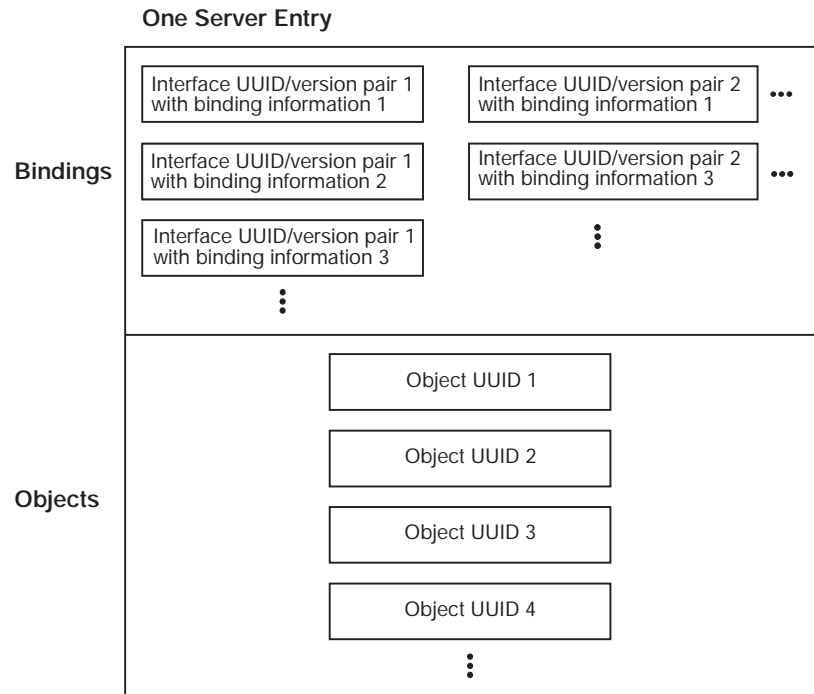 One Server Entry
Interface UUID/version pair 1
with binding information 1
Interface UUID/version pair 2
with binding information 1
Bindings
Interface UUID/version pair 1
with binding information 2
Interface UUID/version pair 2
with binding information 3
Interface UUID/version pair 1
with binding information 3
Object UUID 1
Object UUID 2
Objects
Object UUID 3
Object UUID 4